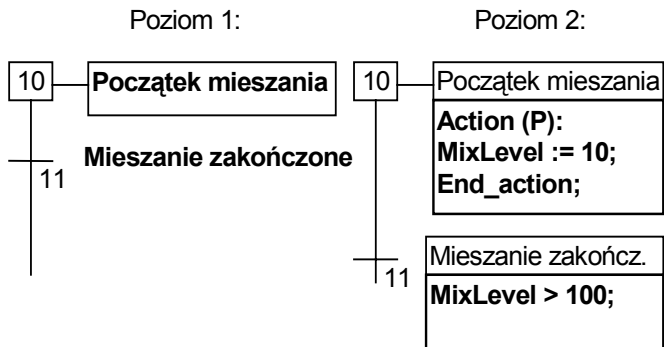 Poziom 1:
10
Początek mieszania
Mieszanie zakończone
11
Poziom 2:
10
Początek mieszania
Action (P):
MixLevel := 10;
End_action;
Mieszanie zakończ.
11
MixLevel > 100;